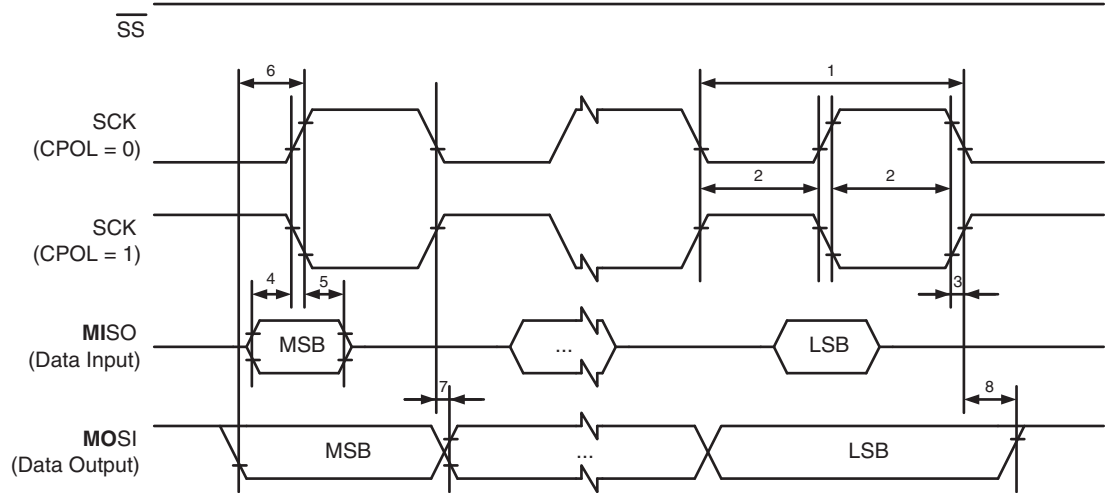 SS
6
1
SCK
(CPOL = 0)
2
2
SCK
(CPOL = 1)
4
5
3
MISO
(Data Input)
MSB
...
LSB
7
8
MOSI
(Data Output)
MSB
...
LSB